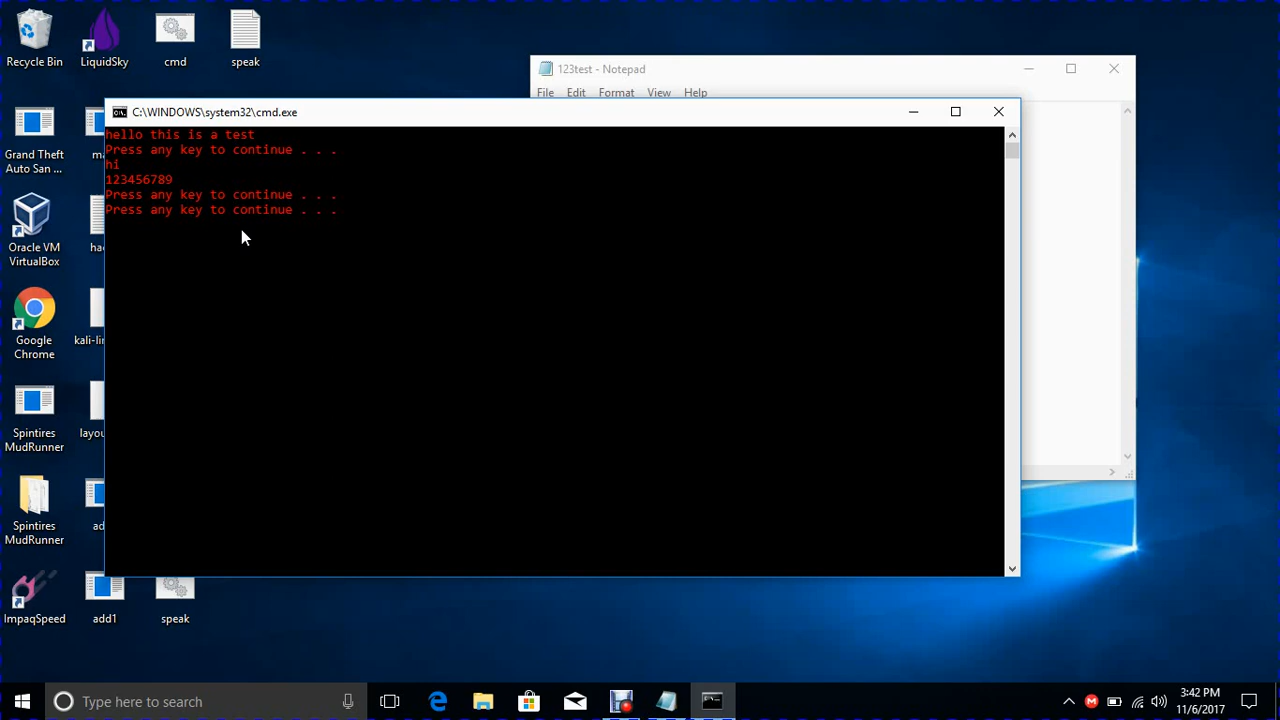 Recycle Bin
LiquidSky
cmd
speak
123test - Notepad
File Edit Format View Help
C:\WINDOWS\system32\cmd.exe
hello this is a test
Press any key to continue . . .
hi
123456789
Press any key to continue . . .
Press any key to continue . . .
Grand Theft
Auto San ...
Oracle VM
VirtualBox
Google
Chrome
kali-lin
Spintires
MudRunner
layou
Spintires
MudRunner
ImpaqSpeed
add1
speak
Type here to search
3:42 PM
11/6/2017